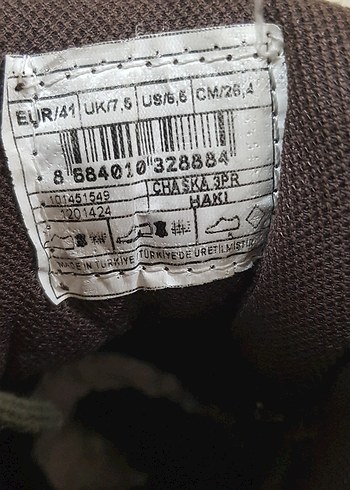 EUR/41 UK/7,5 US/8,5 CM/26,4
8 684010 328884
101451549 CHASKA 3PR
1201424 HAKI
MADE IN TÜRKİYE TÜRKİYE'DE ÜRETİLMİŞTİR